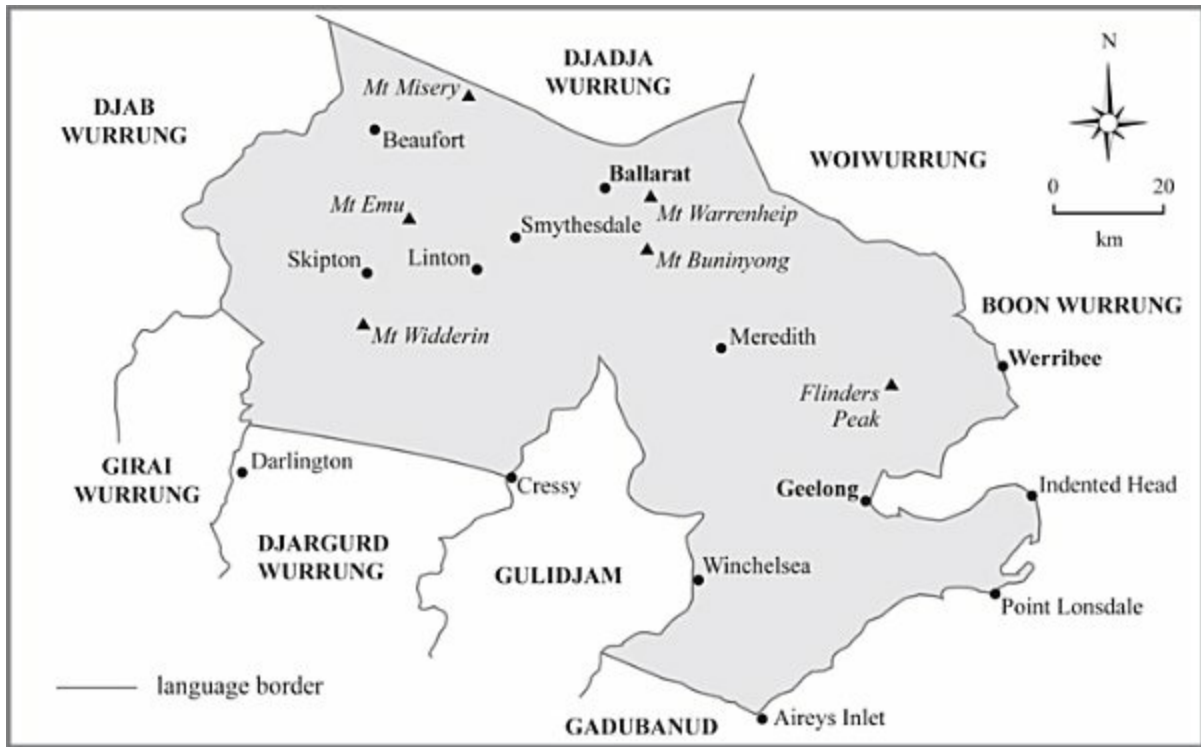 N
DJADJA
WURRUNG
Mt Misery
DJAB
WURRUNG
Beaufort
WOIWURRUNG
Ballarat
0 20
km
Mt Emu
Mt Warrenheip
Smythesdale
Skipton
Linton
Mt Buninyong
BOON WURRUNG
Mt Widderin
Meredith
Werribee
Flinders
Peak
Darlington
GIRAI
WURRUNG
Cressy
Geelong
Indented Head
DJARGURD
WURRUNG
GULIDJAM
Winchelsea
Point Lonsdale
language border
GADUBANUD
Aireys Inlet